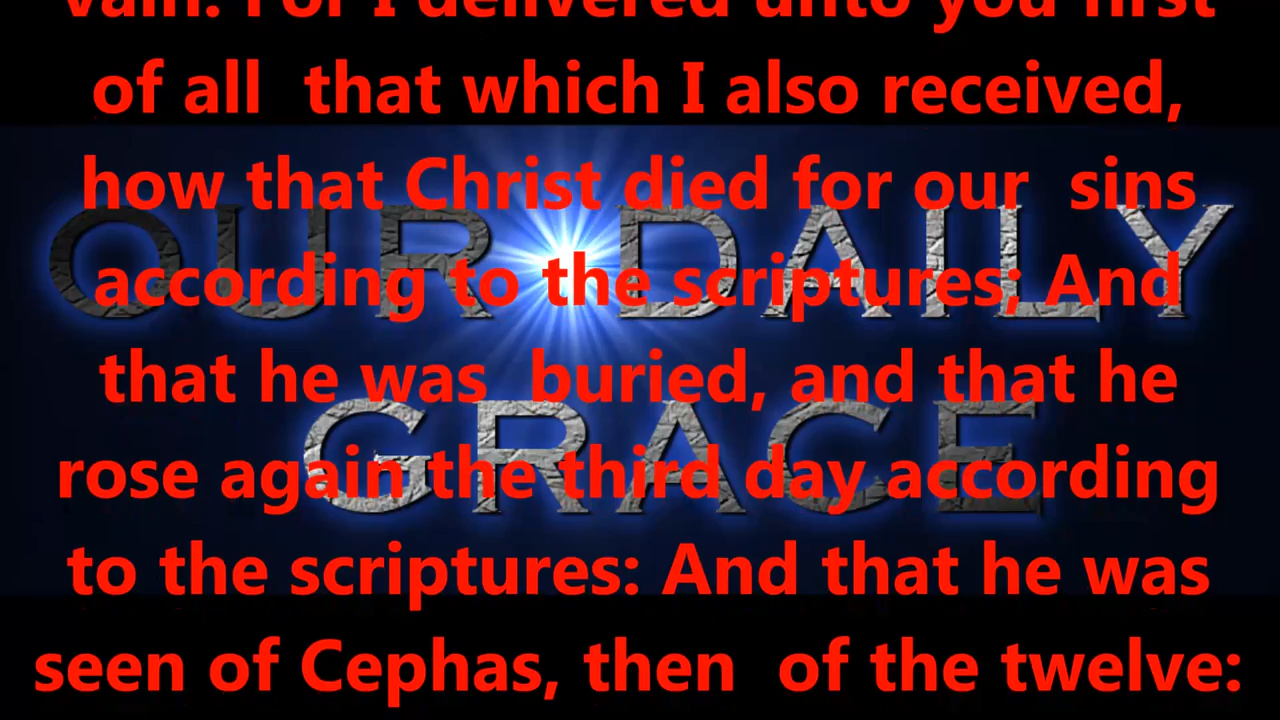 vain. For I delivered unto you first
of all that which I also received,
how that Christ died for our sins
according to the scriptures; And
that he was buried, and that he
rose again the third day according
to the scriptures: And that he was
seen of Cephas, then of the twelve:
OUR DAILY
GRACE